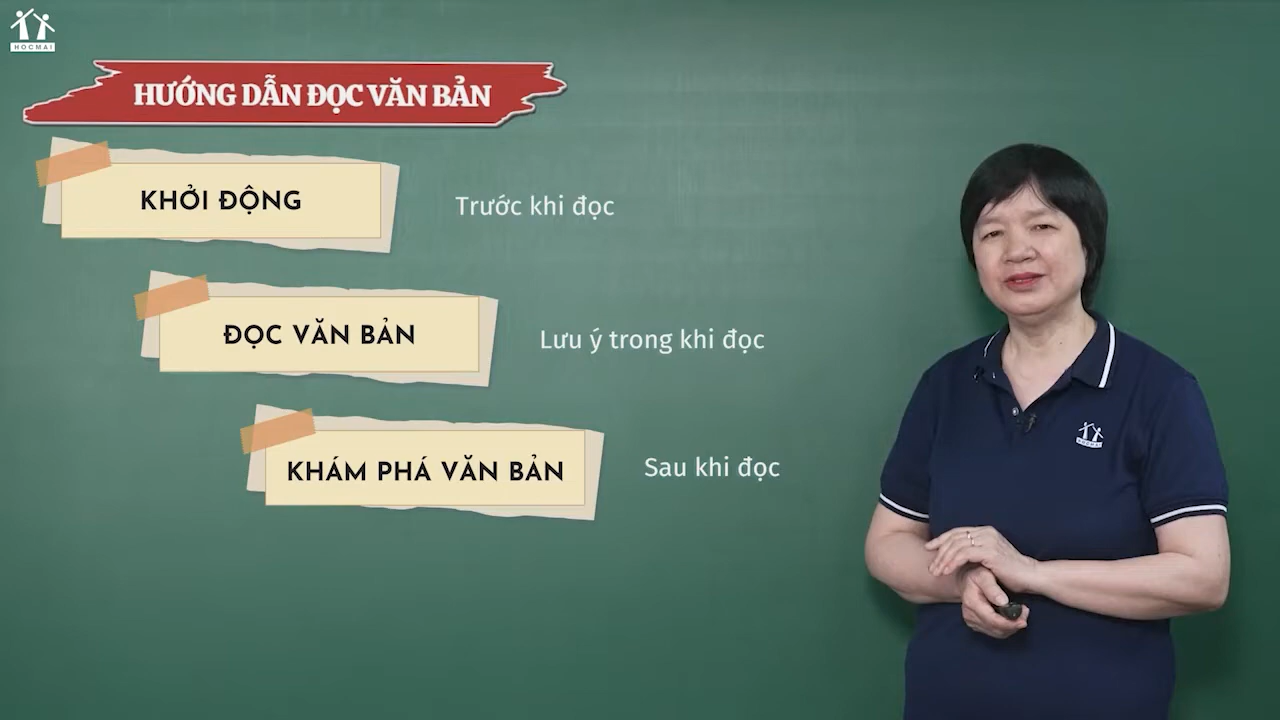 HOCMAI
HƯỚNG DẪN ĐỌC VĂN BẢN
KHỞI ĐỘNG
Trước khi đọc
ĐỌC VĂN BẢN
Lưu ý trong khi đọc
KHÁM PHÁ VĂN BẢN
Sau khi đọc
HOCMAI